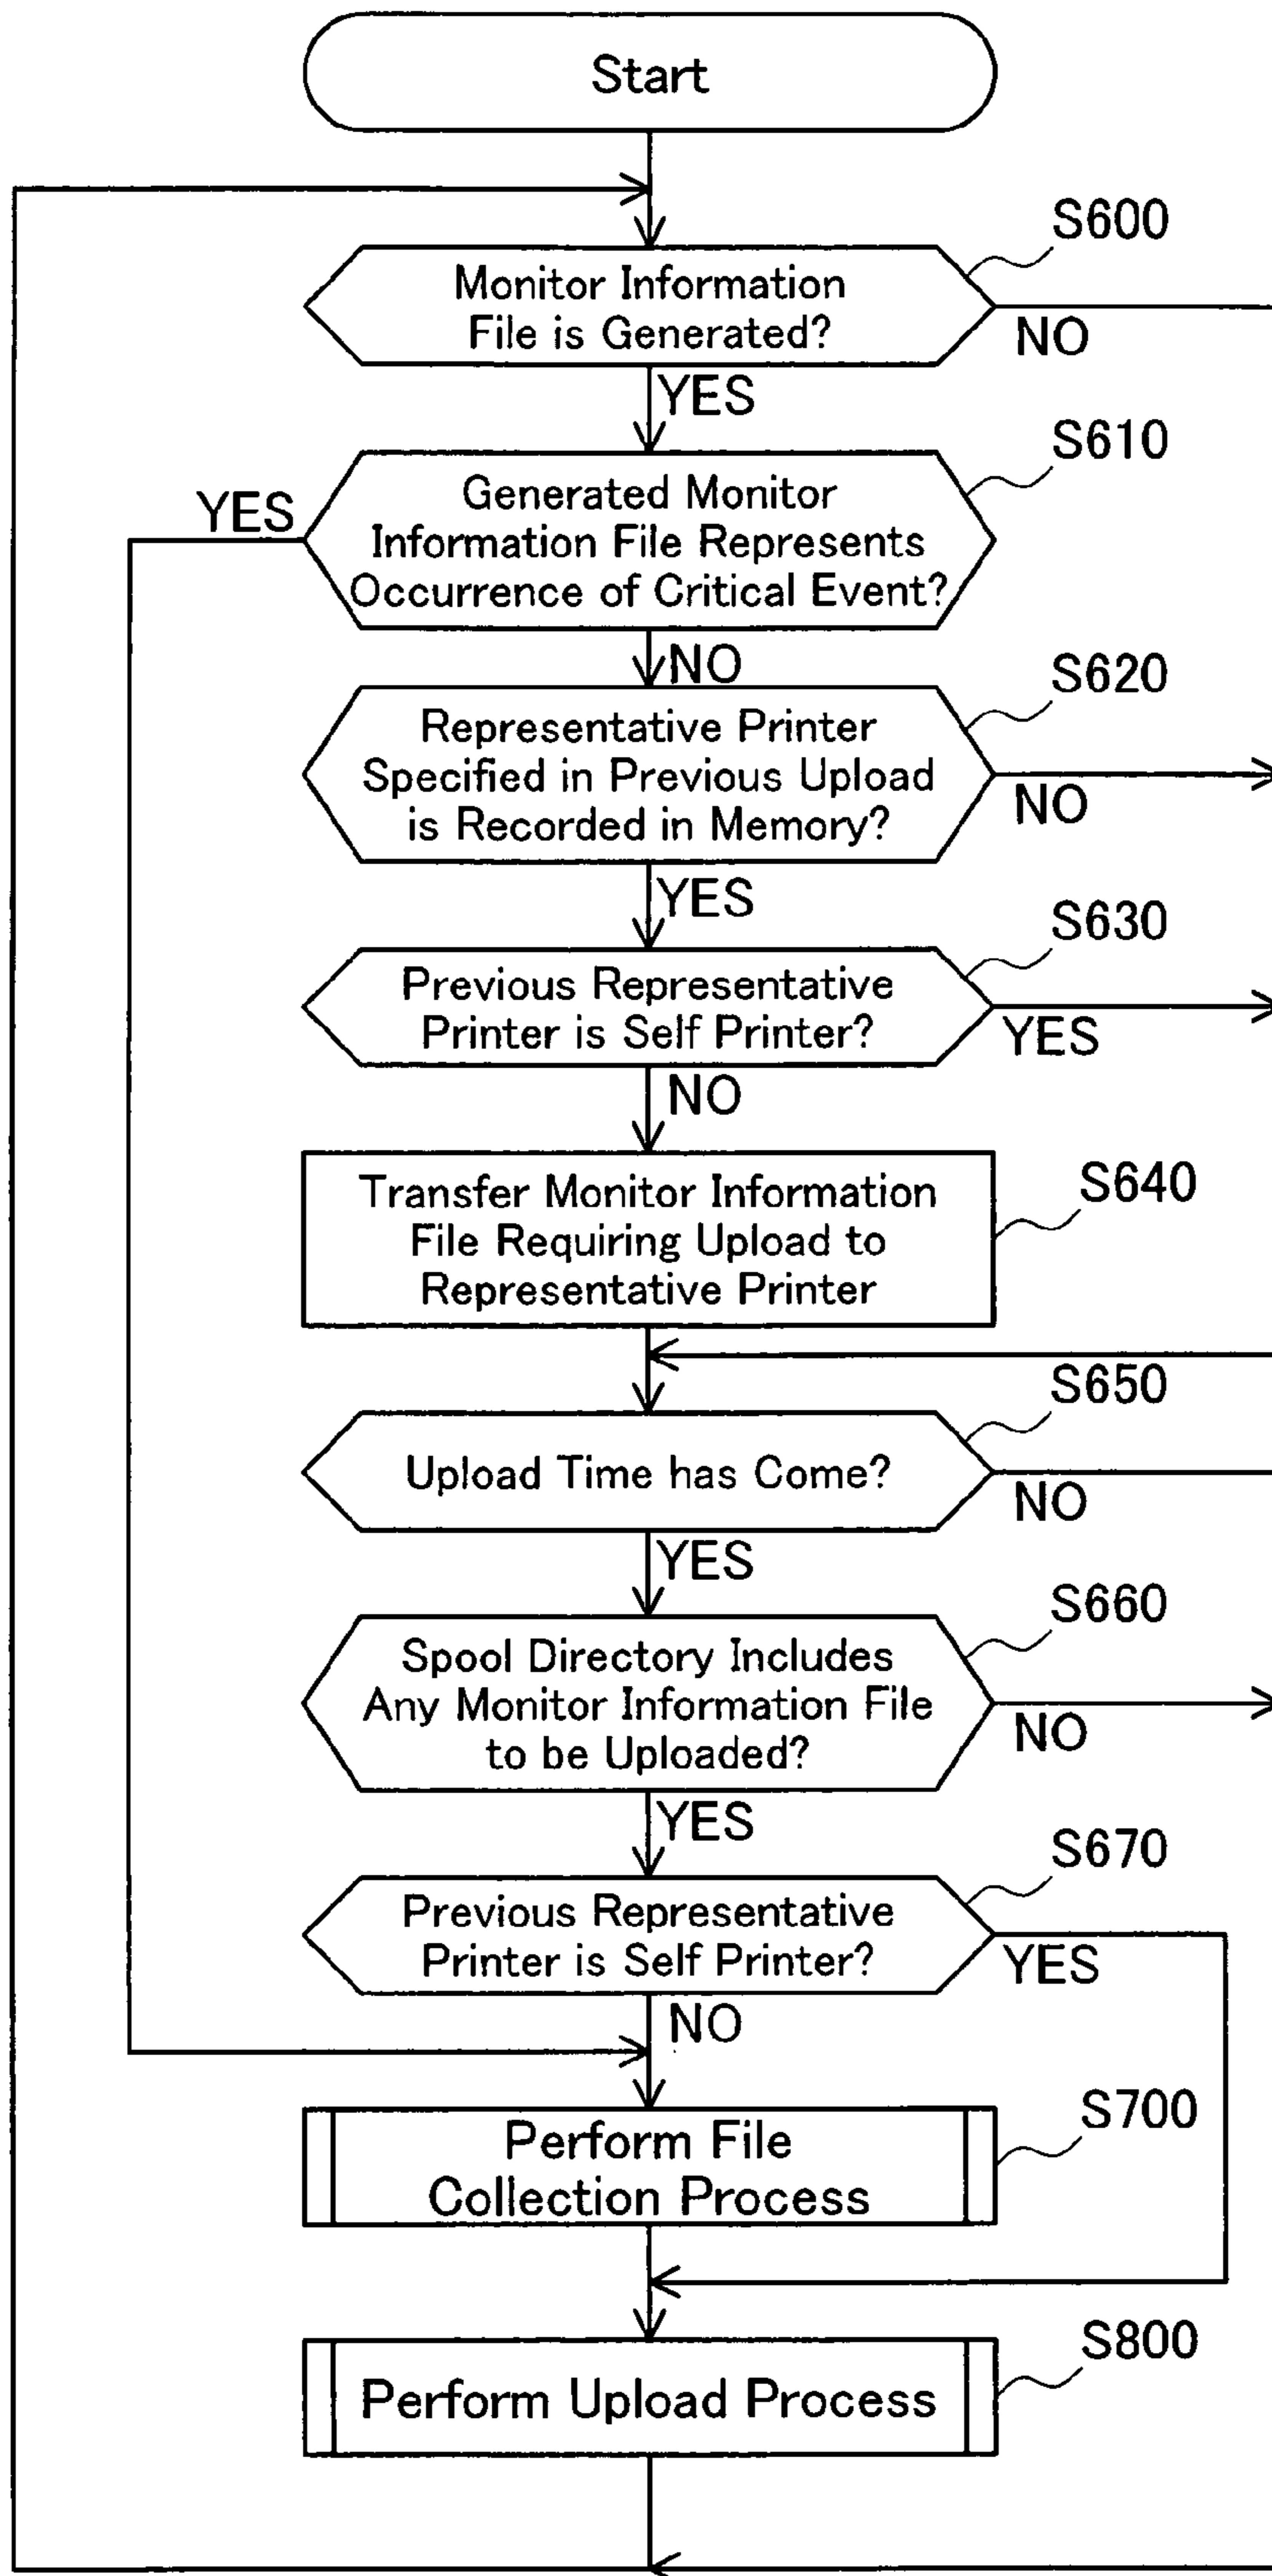 Start
S600
Monitor Information
File is Generated?
NO
YES
S610
YES
Generated Monitor
Information File Represents
Occurrence of Critical Event?
NO
S620
Representative Printer
Specified in Previous Upload
is Recorded in Memory?
NO
YES
S630
Previous Representative
Printer is Self Printer?
YES
NO
S640
Transfer Monitor Information
File Requiring Upload to
Representative Printer
S650
Upload Time has Come?
NO
YES
S660
Spool Directory Includes
Any Monitor Information File
to be Uploaded?
NO
YES
S670
Previous Representative
Printer is Self Printer?
YES
NO
S700
Perform File
Collection Process
S800
Perform Upload Process